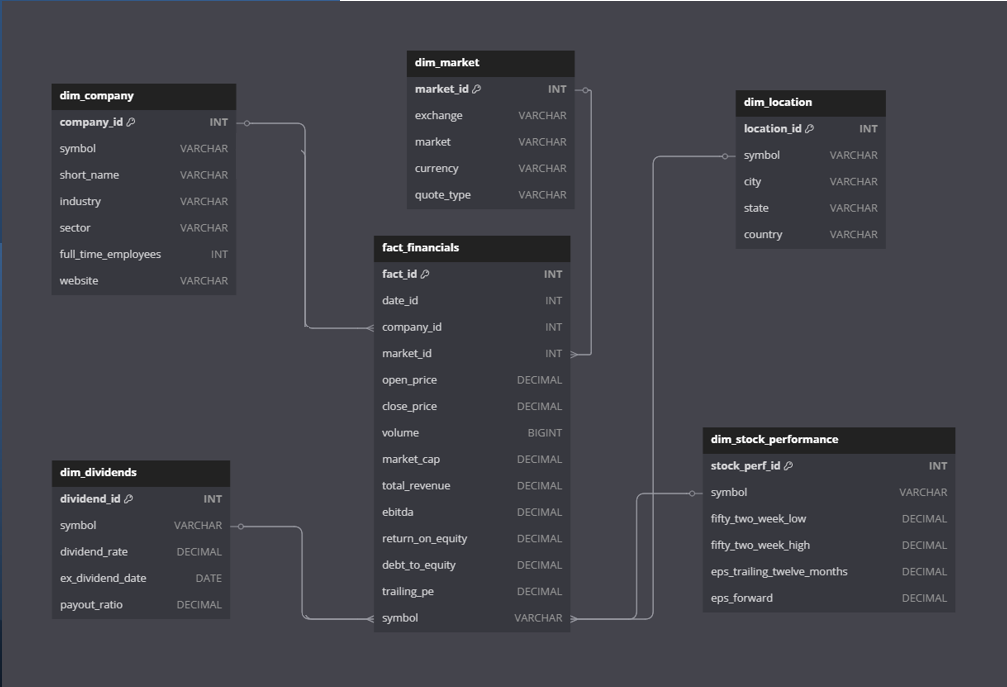 dim_company
company_id INT
symbol VARCHAR
short_name VARCHAR
industry VARCHAR
sector VARCHAR
full_time_employees INT
website VARCHAR
dim_market
market_id INT
exchange VARCHAR
market VARCHAR
currency VARCHAR
quote_type VARCHAR
dim_location
location_id INT
symbol VARCHAR
city VARCHAR
state VARCHAR
country VARCHAR
fact_financials
fact_id INT
date_id INT
company_id INT
market_id INT
open_price DECIMAL
close_price DECIMAL
volume BIGINT
market_cap DECIMAL
total_revenue DECIMAL
ebitda DECIMAL
return_on_equity DECIMAL
debt_to_equity DECIMAL
trailing_pe DECIMAL
symbol VARCHAR
dim_dividends
dividend_id INT
symbol VARCHAR
dividend_rate DECIMAL
ex_dividend_date DATE
payout_ratio DECIMAL
dim_stock_performance
stock_perf_id INT
symbol VARCHAR
fifty_two_week_low DECIMAL
fifty_two_week_high DECIMAL
eps_trailing_twelve_months DECIMAL
eps_forward DECIMAL